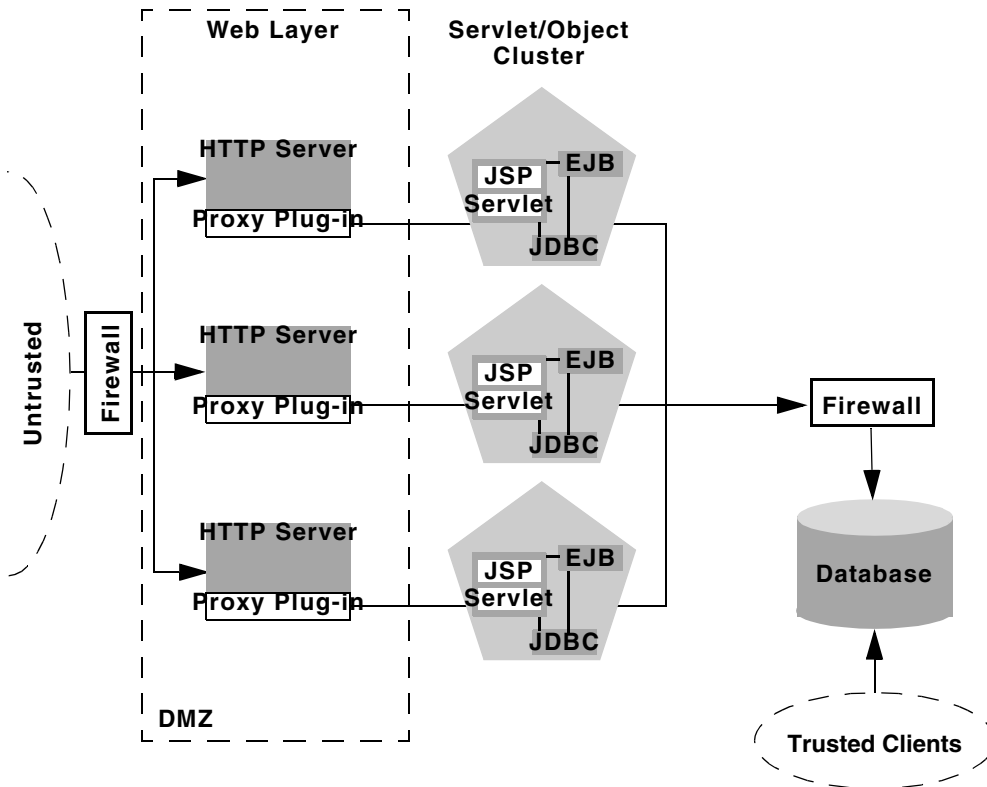 Web Layer
Servlet/Object
Cluster
HTTP Server
Proxy Plug-in
JSP
Servlet
EJB
JDBC
Untrusted
Firewall
HTTP Server
Proxy Plug-in
JSP
Servlet
EJB
JDBC
Firewall
HTTP Server
Proxy Plug-in
JSP
Servlet
EJB
JDBC
Database
DMZ
Trusted Clients